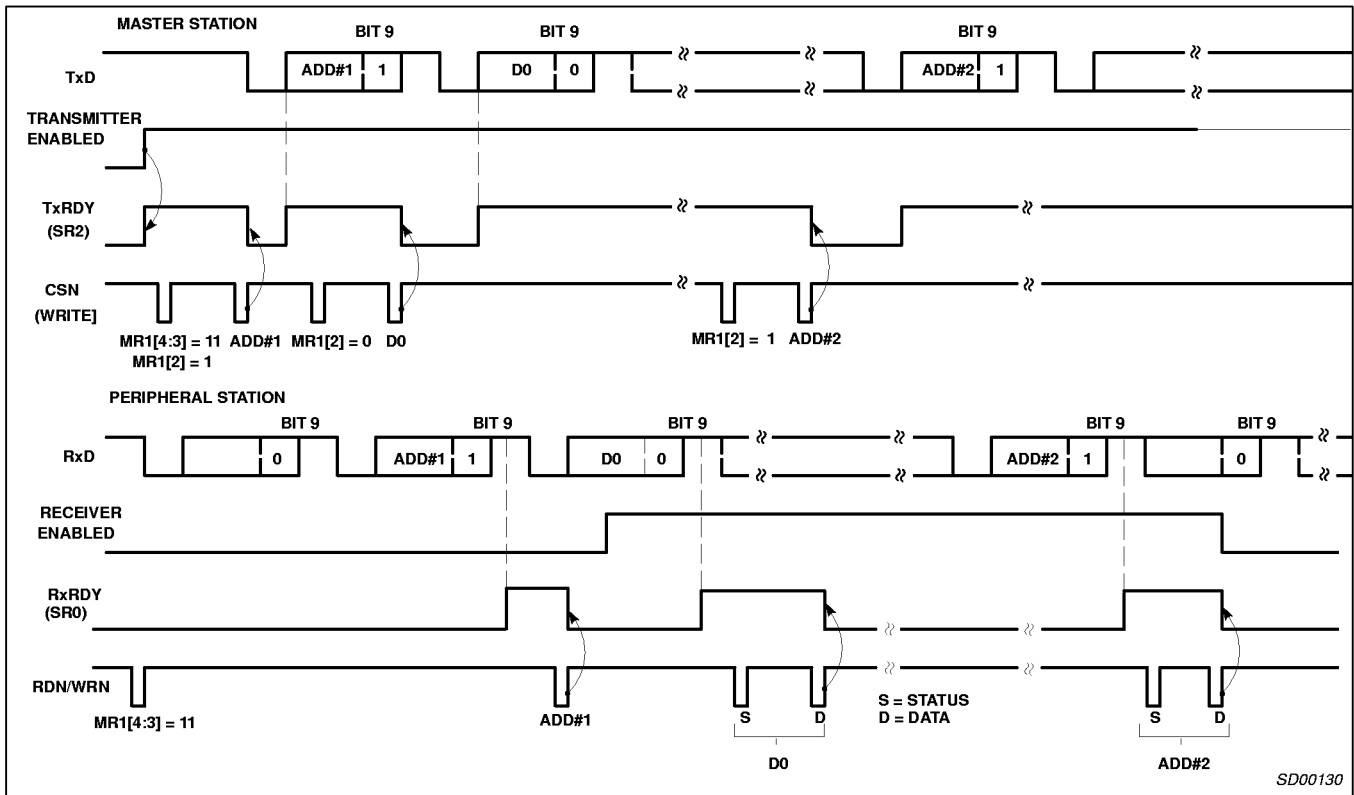 MASTER STATION
BIT 9 BIT 9 BIT 9
TxD ADD#1 1 D0 0 ADD#2 1
TRANSMITTER
ENABLED
TxRDY
(SR2)
CSN
(WRITE]
MR1[4:3] = 11 ADD#1 MR1[2] = 0 D0 MR1[2] = 1 ADD#2
MR1[2] = 1
PERIPHERAL STATION
BIT 9 BIT 9 BIT 9 BIT 9 BIT 9
RxD 0 ADD#1 1 D0 0 ADD#2 1 0
RECEIVER
ENABLED
RxRDY
(SR0)
RDN/WRN
MR1[4:3] = 11 ADD#1 S D S = STATUS S D
D = DATA
D0 ADD#2
SD00130